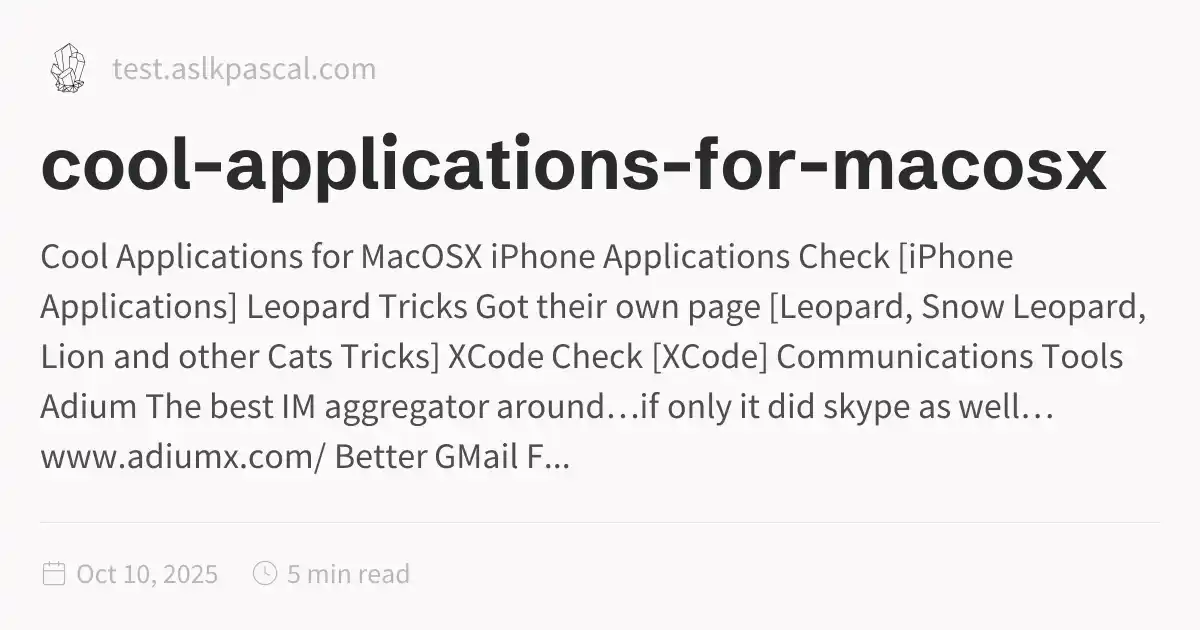 test.aslkpascal.com
cool-applications-for-macosx
Cool Applications for MacOSX iPhone Applications Check [iPhone
Applications] Leopard Tricks Got their own page [Leopard, Snow Leopard,
Lion and other Cats Tricks] XCode Check [XCode] Communications Tools
Adium The best IM aggregator around…if only it did skype as well…
www.adiumx.com/ Better GMail F...
Oct 10, 2025 5 min read